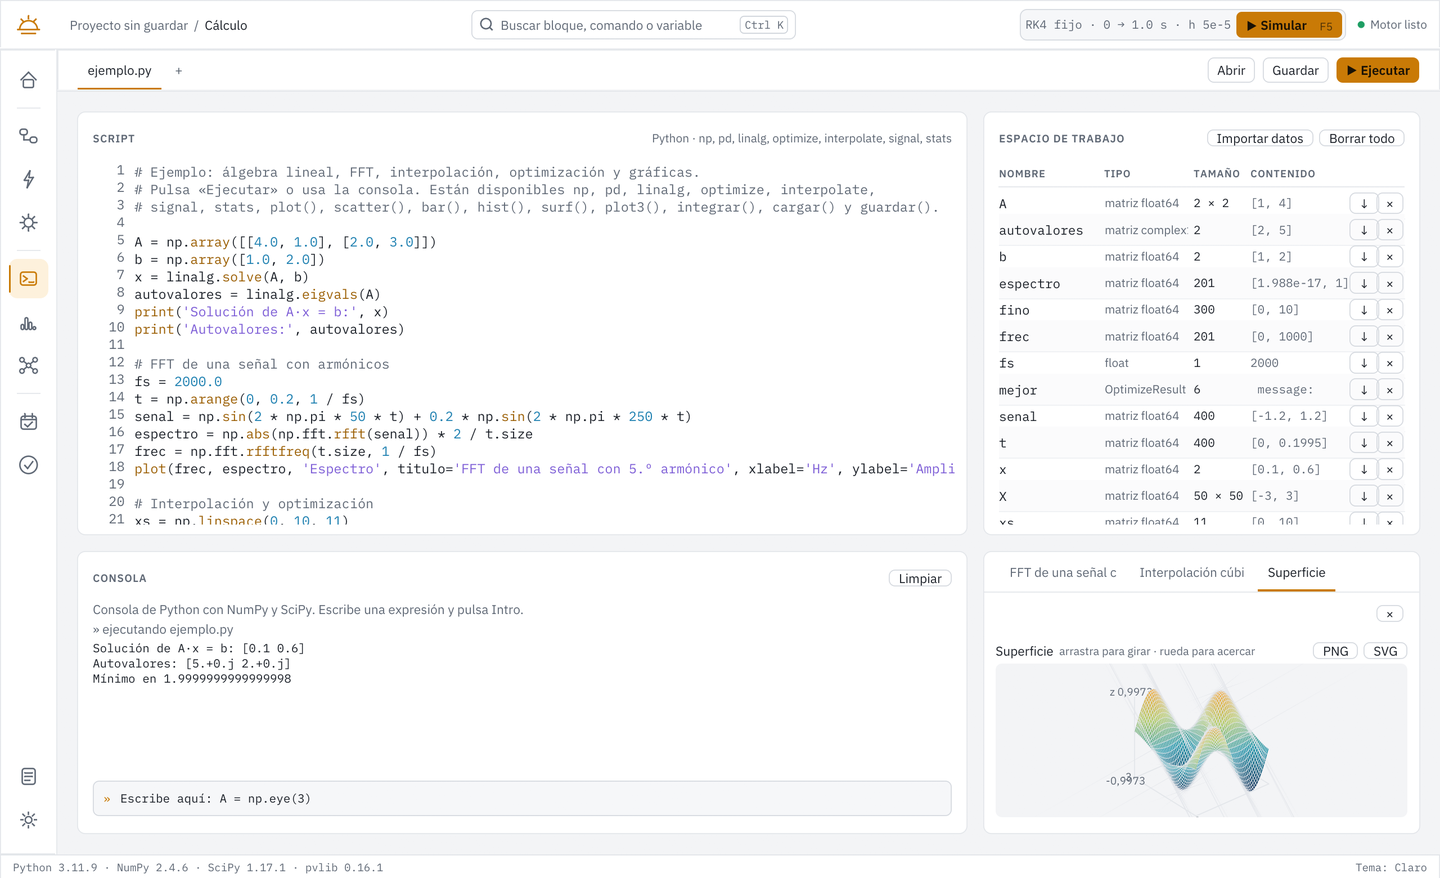 Proyecto sin guardar / Cálculo
Buscar bloque, comando o variable
Ctrl K
RK4 fijo · 0 → 1.0 s · h 5e-5
▶ Simular F5
Motor listo
ejemplo.py
+
Abrir
Guardar
▶ Ejecutar
SCRIPT
Python · np, pd, linalg, optimize, interpolate, signal, stats
1 # Ejemplo: álgebra lineal, FFT, interpolación, optimización y gráficas.
2 # Pulsa «Ejecutar» o usa la consola. Están disponibles np, pd, linalg, optimize, interpolate,
3 # signal, stats, plot(), scatter(), bar(), hist(), surf(), plot3(), integrar(), cargar() y guardar().
4
5 A = np.array([[4.0, 1.0], [2.0, 3.0]])
6 b = np.array([1.0, 2.0])
7 x = linalg.solve(A, b)
8 autovalores = linalg.eigvals(A)
9 print('Solución de A·x = b:', x)
10 print('Autovalores:', autovalores)
11
12 # FFT de una señal con armónicos
13 fs = 2000.0
14 t = np.arange(0, 0.2, 1 / fs)
15 senal = np.sin(2 * np.pi * 50 * t) + 0.2 * np.sin(2 * np.pi * 250 * t)
16 espectro = np.abs(np.fft.rfft(senal)) * 2 / t.size
17 frec = np.fft.rfftfreq(t.size, 1 / fs)
18 plot(frec, espectro, 'Espectro', titulo='FFT de una señal con 5.º armónico', xlabel='Hz', ylabel='Ampli
19
20 # Interpolación y optimización
21 xs = np.linspace(0, 10, 11)
ESPACIO DE TRABAJO
Importar datos
Borrar todo
NOMBRE TIPO TAMAÑO CONTENIDO
A matriz float64 2 × 2 [1, 4] ↓ ×
autovalores matriz complex: 2 [2, 5] ↓ ×
b matriz float64 2 [1, 2] ↓ ×
espectro matriz float64 201 [1.988e-17, 1] ↓ ×
fino matriz float64 300 [0, 10] ↓ ×
frec matriz float64 201 [0, 1000] ↓ ×
fs float 1 2000 ↓ ×
mejor OptimizeResult 6 message: ↓ ×
senal matriz float64 400 [-1.2, 1.2] ↓ ×
t matriz float64 400 [0, 0.1995] ↓ ×
x matriz float64 2 [0.1, 0.6] ↓ ×
X matriz float64 50 × 50 [-3, 3] ↓ ×
xs matriz float64 11 [0, 10] ↓ ×
CONSOLA
Limpiar
Consola de Python con NumPy y SciPy. Escribe una expresión y pulsa Intro.
» ejecutando ejemplo.py
Solución de A·x = b: [0.1 0.6]
Autovalores: [5.+0.j 2.+0.j]
Mínimo en 1.9999999999999998
» Escribe aquí: A = np.eye(3)
FFT de una señal c
Interpolación cúbi
Superficie
×
Superficie arrastra para girar · rueda para acercar
PNG
SVG
z 0,9973
-0,9973
Python 3.11.9 · NumPy 2.4.6 · SciPy 1.17.1 · pvlib 0.16.1
Tema: Claro